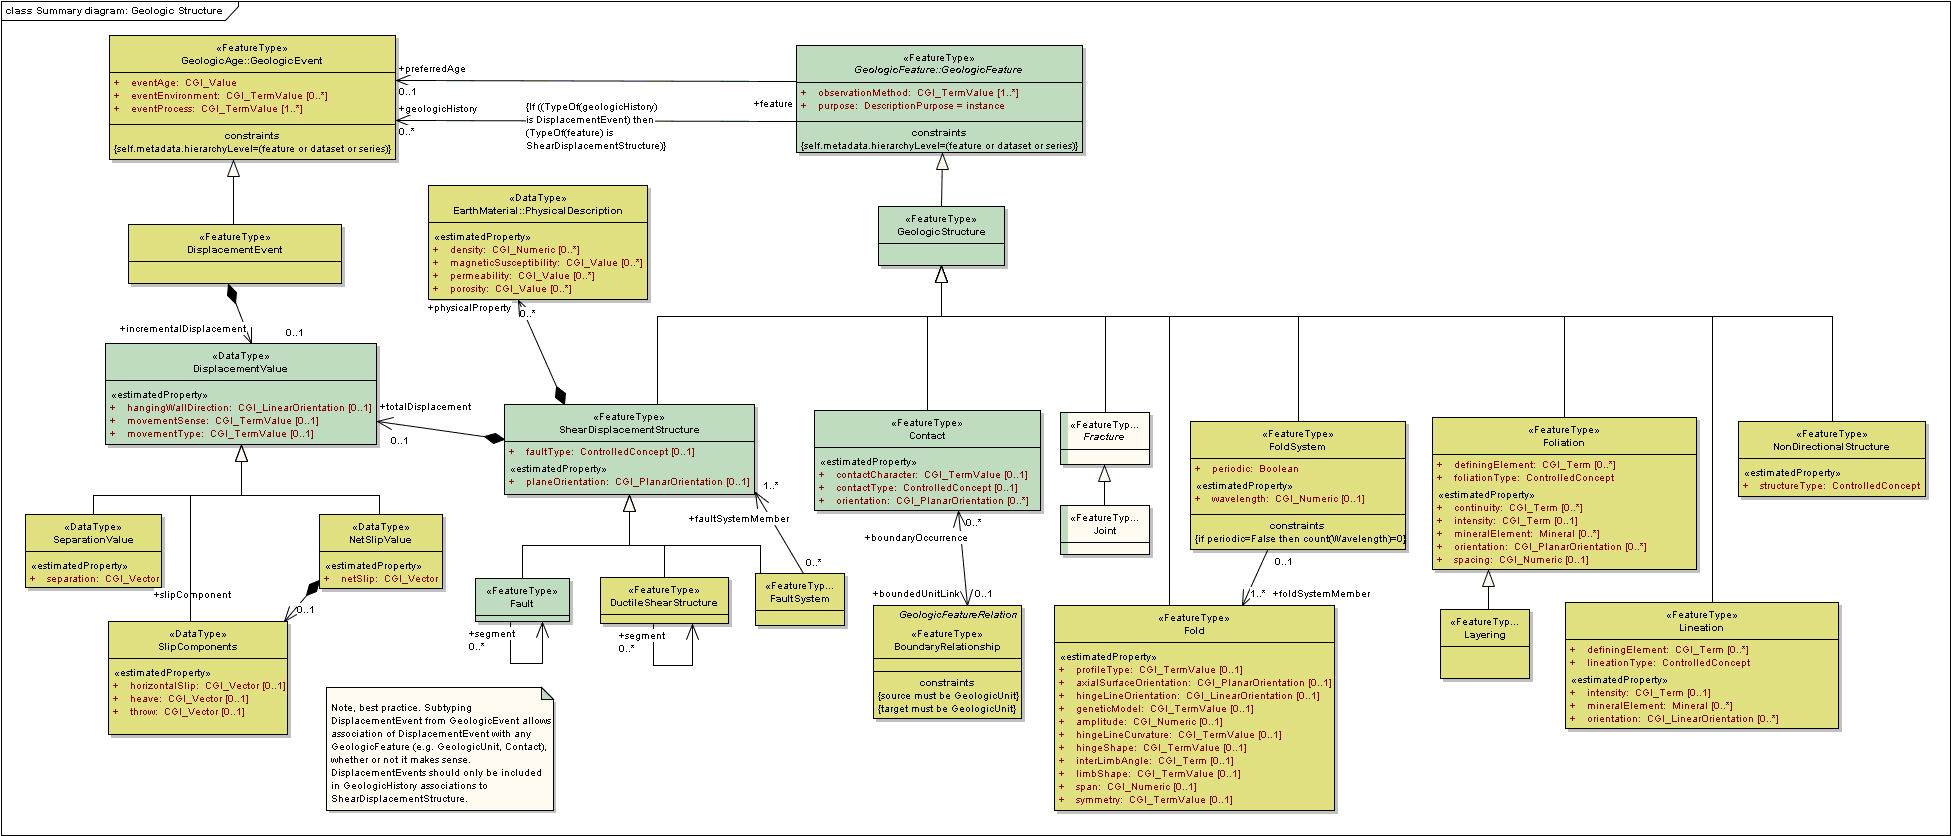 class Summary diagram: Geologic Structure
«FeatureType»
GeologicAge::GeologicEvent
+ eventAge: CGI_Value
+ eventEnvironment: CGI_TermValue [0..*]
+ eventProcess: CGI_TermValue [1..*]
constraints
{self.metadata.hierarchyLevel=(feature or dataset or series)}
+preferredAge
0..1
+geologicHistory
0..*
{If ((TypeOf(geologicHistory)
is DisplacementEvent) then
(TypeOf(feature) is
ShearDisplacementStructure)}
+feature
«FeatureType»
GeologicFeature::GeologicFeature
+ observationMethod: CGI_TermValue [1..*]
+ purpose: DescriptionPurpose = instance
constraints
{self.metadata.hierarchyLevel=(feature or dataset or series)}
«FeatureType»
DisplacementEvent
«DataType»
EarthMaterial::PhysicalDescription
«estimatedProperty»
+ density: CGI_Numeric [0..*]
+ magneticSusceptibility: CGI_Value [0..*]
+ permeability: CGI_Value [0..*]
+ porosity: CGI_Value [0..*]
+physicalProperty
0..*
«FeatureType»
GeologicStructure
+incrementalDisplacement
0..1
«DataType»
DisplacementValue
«estimatedProperty»
+ hangingWallDirection: CGI_LinearOrientation [0..1]
+ movementSense: CGI_TermValue [0..1]
+ movementType: CGI_TermValue [0..1]
+totalDisplacement
0..1
«FeatureType»
ShearDisplacementStructure
+ faultType: ControlledConcept [0..1]
«estimatedProperty»
+ planeOrientation: CGI_PlanarOrientation [0..1]
«FeatureType»
Contact
«estimatedProperty»
+ contactCharacter: CGI_TermValue [0..1]
+ contactType: ControlledConcept [0..1]
+ orientation: CGI_PlanarOrientation [0..*]
«FeatureTyp...
Fracture
«FeatureTyp...
Joint
«FeatureType»
FoldSystem
+ periodic: Boolean
«estimatedProperty»
+ wavelength: CGI_Numeric [0..1]
constraints
{if periodic=False then count(Wavelength)=0}
«FeatureType»
Foliation
+ definingElement: CGI_Term [0..*]
+ foliationType: ControlledConcept
«estimatedProperty»
+ continuity: CGI_Term [0..*]
+ intensity: CGI_Term [0..1]
+ mineralElement: Mineral [0..*]
+ orientation: CGI_PlanarOrientation [0..*]
+ spacing: CGI_Numeric [0..1]
«FeatureType»
NonDirectionalStructure
«estimatedProperty»
+ structureType: ControlledConcept
«DataType»
SeparationValue
«estimatedProperty»
+ separation: CGI_Vector
«DataType»
NetSlipValue
«estimatedProperty»
+ netSlip: CGI_Vector
+slipComponent
0..1
«DataType»
SlipComponents
«estimatedProperty»
+ horizontalSlip: CGI_Vector [0..1]
+ heave: CGI_Vector [0..1]
+ throw: CGI_Vector [0..1]
1..*
+faultSystemMember
0..*
«FeatureType»
Fault
+segment
0..*
«FeatureType»
DuctileShearStructure
+segment
0..*
«FeatureTyp...
FaultSystem
0..*
+boundaryOccurrence
+boundedUnitLink
0..1
GeologicFeatureRelation
«FeatureType»
BoundaryRelationship
constraints
{source must be GeologicUnit}
{target must be GeologicUnit}
0..1
1..*
+foldSystemMember
«FeatureType»
Fold
«estimatedProperty»
+ profileType: CGI_TermValue [0..1]
+ axialSurfaceOrientation: CGI_PlanarOrientation [0..1]
+ hingeLineOrientation: CGI_LinearOrientation [0..1]
+ geneticModel: CGI_TermValue [0..1]
+ amplitude: CGI_Numeric [0..1]
+ hingeLineCurvature: CGI_TermValue [0..1]
+ hingeShape: CGI_TermValue [0..1]
+ interLimbAngle: CGI_Term [0..1]
+ limbShape: CGI_TermValue [0..1]
+ span: CGI_Numeric [0..1]
+ symmetry: CGI_TermValue [0..1]
«FeatureTyp...
Layering
«FeatureType»
Lineation
+ definingElement: CGI_Term [0..*]
+ lineationType: ControlledConcept
«estimatedProperty»
+ intensity: CGI_Term [0..1]
+ mineralElement: Mineral [0..*]
+ orientation: CGI_LinearOrientation [0..*]
Note, best practice. Subtyping
DisplacementEvent from GeologicEvent allows
association of DisplacementEvent with any
GeologicFeature (e.g. GeologicUnit, Contact),
whether or not it makes sense.
DisplacementEvents should only be included
in GeologicHistory associations to
ShearDisplacementStructure.